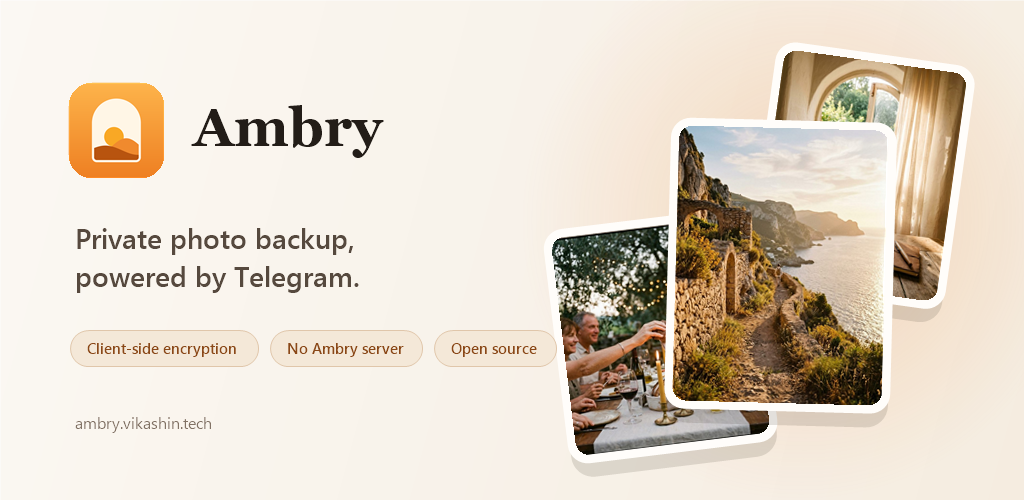 Ambry
Private photo backup,
powered by Telegram.
Client-side encryption
No Ambry server
Open source
ambry.vikashin.tech